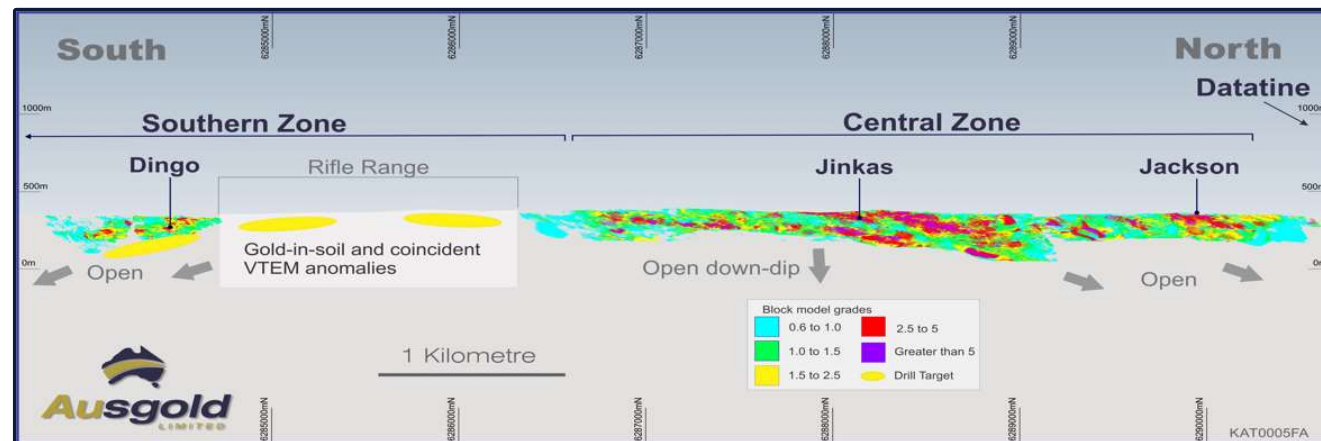 6285000mN
6286000mN
6287000mN
6288000mN
6289000mN
South
North
Datatine
1000m
1000m
Southern Zone
Central Zone
Dingo
Rifle Range
Jinkas
Jackson
500m
500m
Gold-in-soil and coincident
VTEM anomalies
0m
Open
Open down-dip
Open
Block model grades
0.6 to 1.0
2.5 to 5
1.0 to 1.5
Greater than 5
1.5 to 2.5
Drill Target
1 Kilometre
Ausgold
LIMITED
6285000mN
6286000mN
6287000mN
6288000mN
6289000mN
6290000mN
KAT0005FA